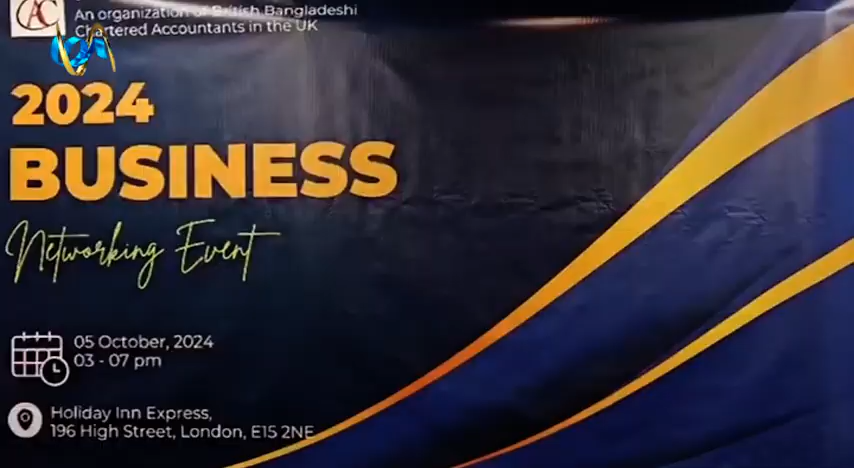 An organization of British Bangladeshi
Chartered Accountants in the UK
2024
BUSINESS
Networking Event
05 October, 2024
03 - 07 pm
Holiday Inn Express,
196 High Street, London, E15 2NE